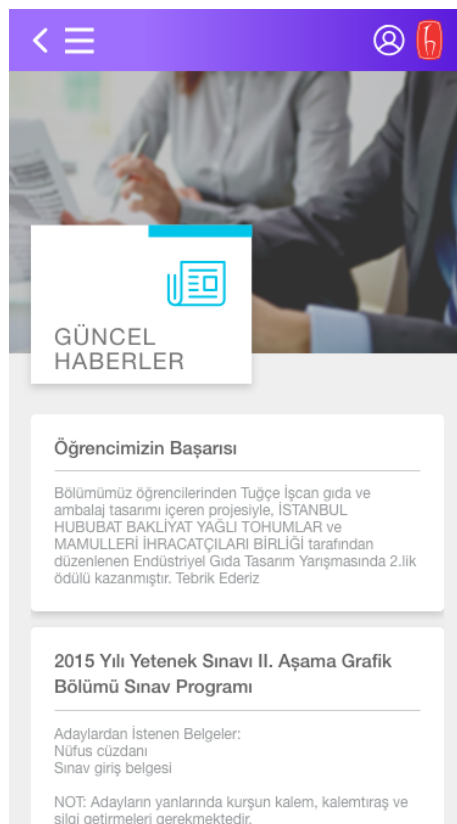 GÜNCEL
HABERLER
Öğrencimizin Başarısı
Bölümümüz öğrencilerinden Tuğçe İşcan gıda ve
ambalaj tasarımı içeren projesiyle, İSTANBUL
HUBUBAT BAKLİYAT YAĞLI TOHUMLAR ve
MAMULLERİ İHRACATÇILARI BİRLİĞİ tarafından
düzenlenen Endüstriyel Gıda Tasarım Yarışmasında 2.lik
ödülü kazanmıştır. Tebrik Ederiz
2015 Yılı Yetenek Sınavı II. Aşama Grafik
Bölümü Sınav Programı
Adaylardan İstenen Belgeler:
Nüfus cüzdanı
Sınav giriş belgesi
NOT: Adayların yanlarında kurşun kalem, kalemtıraş ve
silgi getirmeleri gerekmektedir.